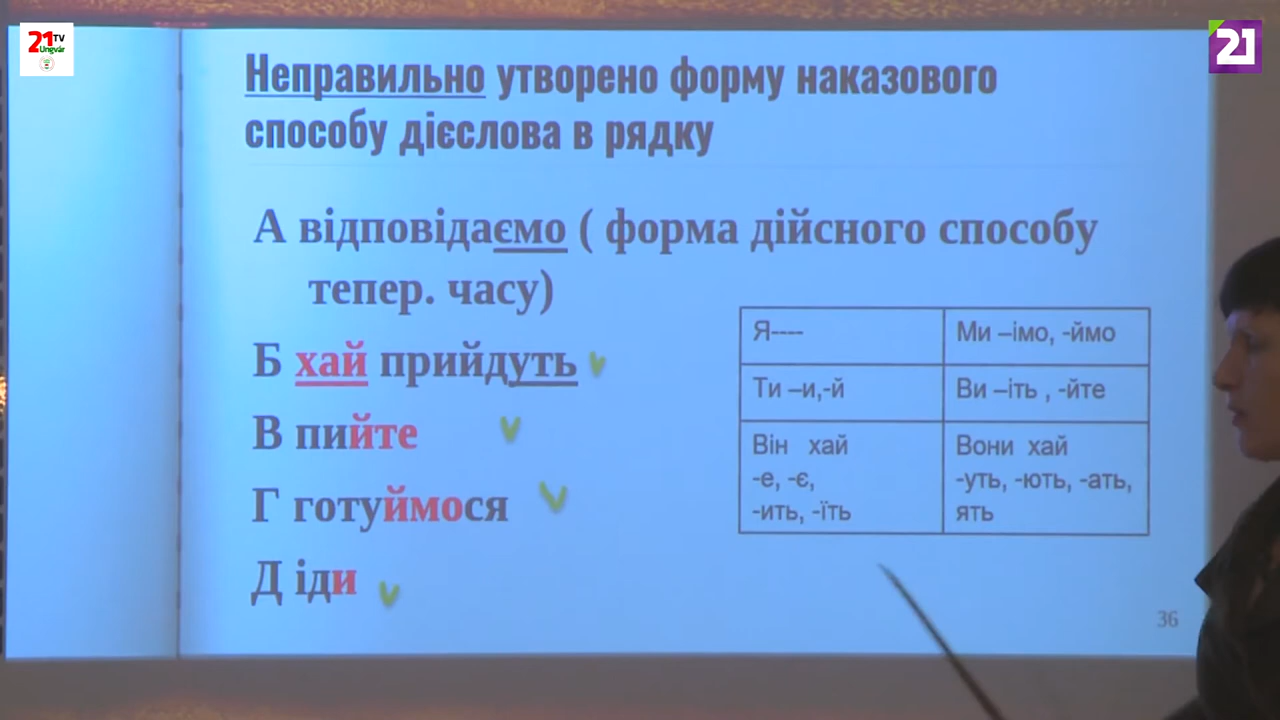 21 TV
Ungvár
21
Неправильно утворено форму наказового
способу дієслова в рядку
А відповідаємо ( форма дійсного способу
тепер. часу)
Б хай прийдуть
В пийте
Г готуймося
Д іди
Я----
Ми –імо, -ймо
Ти –и,-й
Ви –іть , -йте
Він хай
-е, -є,
-ить, -їть
Вони хай
-уть, -ють, -ать,
ять
36